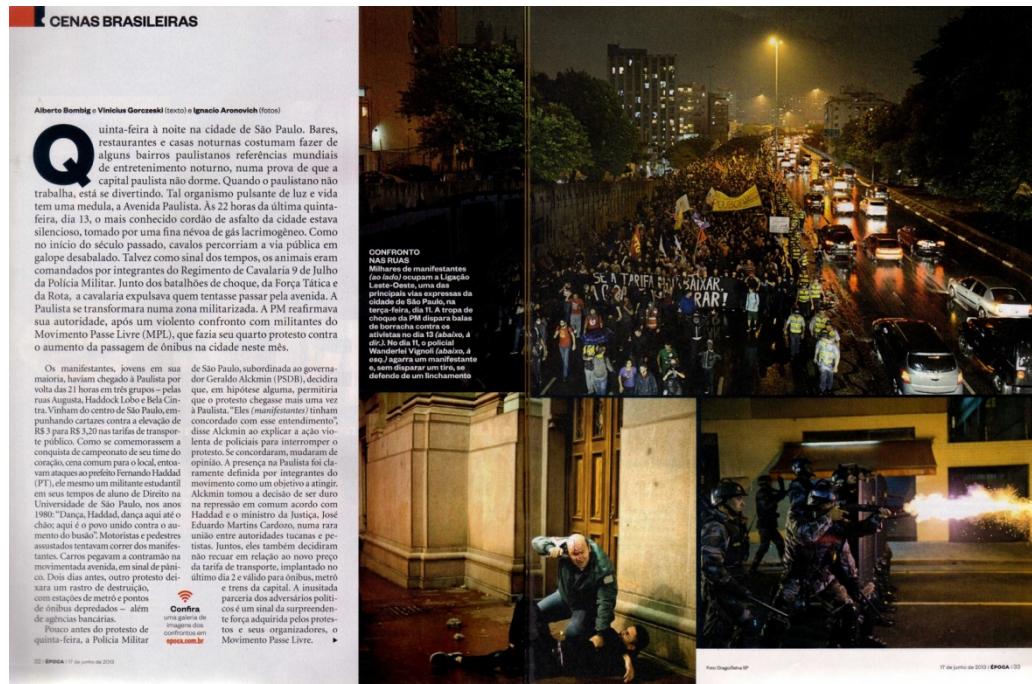 CENAS BRASILEIRAS
Alberto Bombig e Vinicius Gorczeski (texto) e Ignacio Aronovich (fotos)
Quinta-feira à noite na cidade de São Paulo. Bares,
restaurantes e casas noturnas costumam fazer de
alguns bairros paulistanos referências mundiais
de entretenimento noturno, numa prova de que a
capital paulista não dorme. Quando o paulistano não
trabalha, está se divertindo. Tal organismo pulsante de luz e vida
tem uma medula, a Avenida Paulista. Às 22 horas da última quinta-
feira, dia 13, o mais conhecido cordão de asfalto da cidade estava
silencioso, tomado por uma fina névoa de gás lacrimogêneo. Como
no início do século passado, cavalos percorriam a via pública em
galope desabalado. Talvez como sinal dos tempos, os animais eram
comandados por integrantes do Regimento de Cavalaria 9 de Julho
da Polícia Militar. Junto dos batalhões de choque, da Força Tática e
da Rota, a cavalaria expulsava quem tentasse passar pela avenida. A
Paulista se transformara numa zona militarizada. A PM reafirmava
sua autoridade, após um violento confronto com militantes do
Movimento Passe Livre (MPL), que fazia seu quarto protesto contra
o aumento da passagem de ônibus na cidade neste mês.
Os manifestantes, jovens em sua
maioria, haviam chegado à Paulista por
volta das 21 horas em três grupos – pelas
ruas Augusta, Haddock Lobo e Bela Cin-
tra. Vinham do centro de São Paulo, em-
punhando cartazes contra a elevação de
R$ 3 para R$ 3,20 nas tarifas de transpor-
te público. Como se comemorassem a
conquista de campeonato de seu time do
coração, cena comum para o local, entoa-
vam ataques ao prefeito Fernando Haddad
(PT), ele mesmo um militante estudantil
em seus tempos de aluno de Direito na
Universidade de São Paulo, nos anos
1980: “Dança, Haddad, dança aqui até o
chão; aqui é o povo unido contra o au-
mento do busão”. Motoristas e pedestres
assustados tentavam correr dos manifes-
tantes. Carros pegavam a contramão na
movimentada avenida, em sinal de pâni-
co. Dois dias antes, outro protesto dei-
xara um rastro de destruição,
com estações de metrô e pontos
de ônibus depredados – além
de agências bancárias.
Pouco antes do protesto de
quinta-feira, a Polícia Militar
de São Paulo, subordinada ao governa-
dor Geraldo Alckmin (PSDB), decidira
que, em hipótese alguma, permitiria
que o protesto chegasse mais uma vez
à Paulista. “Eles (manifestantes) tinham
concordado com esse entendimento”,
disse Alckmin ao explicar a ação vio-
lenta de policiais para interromper o
protesto. Se concordaram, mudaram de
opinião. A presença na Paulista foi cla-
ramente definida por integrantes do
movimento como um objetivo a atingir.
Alckmin tomou a decisão de ser duro
na repressão em comum acordo com
Haddad e o ministro da Justiça, José
Eduardo Martins Cardozo, numa rara
união entre autoridades tucanas e pe-
tistas. Juntos, eles também decidiram
não recuar em relação ao novo preço
da tarifa de transporte, implantado no
último dia 2 e válido para ônibus, metrô
e trens da capital. A inusitada
parceria dos adversários políti-
cos é um sinal da surpreenden-
te força adquirida pelos protes-
tos e seus organizadores, o
Movimento Passe Livre.
Confira
uma galeria de
imagens dos
confrontos em
epoca.com.br
32 I ÉPOCA I 17 de junho de 2013
CONFRONTO
NAS RUAS
Milhares de manifestantes
(ao lado) ocupam a Ligação
Leste-Oeste, uma das
principais vias expressas da
cidade de São Paulo, na
terça-feira, dia 11. A tropa de
choque da PM dispara balas
de borracha contra os
ativistas no dia 13 (abaixo, à
dir.). No dia 11, o policial
Wanderlei Vignoli (abaixo, à
esq.) agarra um manifestante
e, sem disparar um tiro, se
defende de um linchamento
SE A TARIFA NÃO BAIXAR,
RAR!
Foto: Drago/Selva SP
17 de junho de 2013 I ÉPOCA I 33